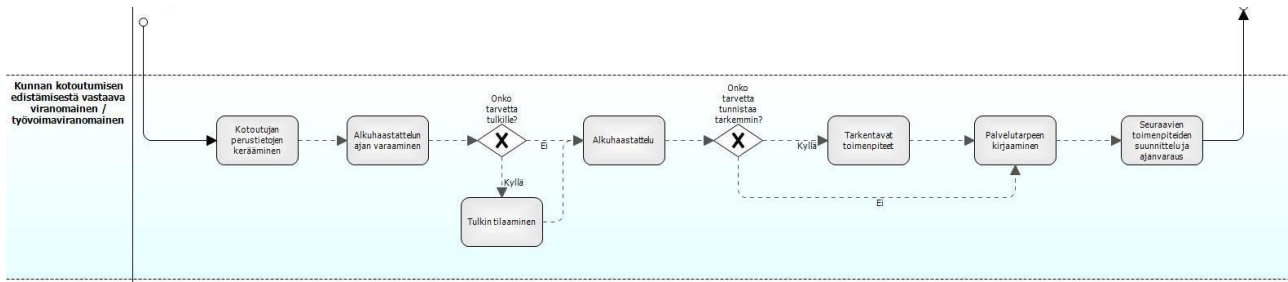 Kunnan kotoutumisen
edistämisestä vastaava
viranomainen /
työvoimaviranomainen
Kotoutujan
perustietojen
kerääminen
Alkuhaastattelun
ajan varaaminen
Onko
tarvetta
tulkille?
Ei
Kyllä
Tulkin tilaaminen
Alkuhaastattelu
Onko
tarvetta
tunnistaa
tarkemmin?
Kyllä
Ei
Tarkentavat
toimenpiteet
Palvelutarpeen
kirjaaminen
Seuraavien
toimenpiteiden
suunnittelu ja
ajanvaraus